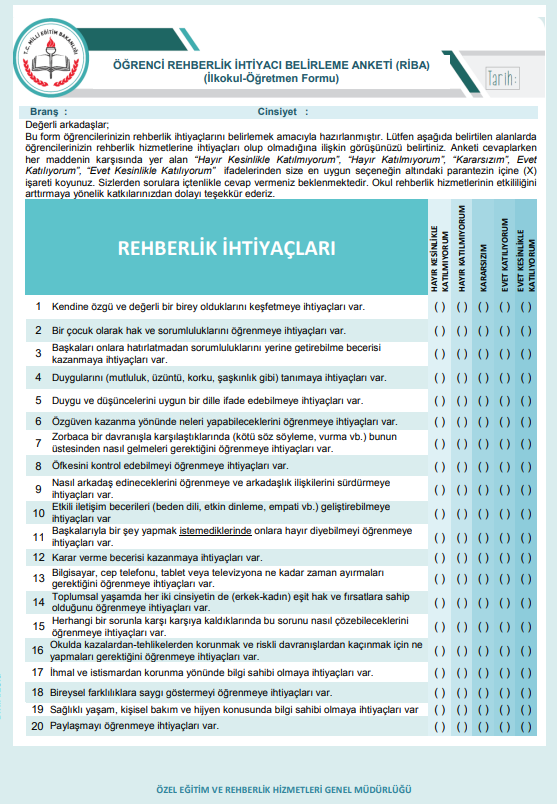 T.C. MİLLÎ EĞİTİM BAKANLIĞI
ÖĞRENCİ REHBERLİK İHTİYACI BELİRLEME ANKETİ (RİBA)
(İlkokul-Öğretmen Formu)
Tarih:
Branş : Cinsiyet :
Değerli arkadaşlar;
Bu form öğrencilerinizin rehberlik ihtiyaçlarını belirlemek amacıyla hazırlanmıştır. Lütfen aşağıda belirtilen alanlarda
öğrencilerinizin rehberlik hizmetlerine ihtiyaçları olup olmadığına ilişkin görüşünüzü belirtiniz. Anketi cevaplarken
her maddenin karşısında yer alan “Hayır Kesinlikle Katılmıyorum”, “Hayır Katılmıyorum”, “Kararsızım”, Evet
Katılıyorum”, “Evet Kesinlikle Katılıyorum” ifadelerinden size en uygun seçeneğin altındaki parantezin içine (X)
işareti koyunuz. Sizlerden sorulara içtenlikle cevap vermeniz beklenmektedir. Okul rehberlik hizmetlerinin etkililiğini
arttırmaya yönelik katkılarınızdan dolayı teşekkür ederiz.
REHBERLİK İHTİYAÇLARI
HAYIR KESİNLİKLE
KATILMIYORUM
HAYIR KATILMIYORUM
KARARSIZIM
EVET KATILIYORUM
EVET KESİNLİKLE
KATILIYORUM
1 Kendine özgü ve değerli bir birey olduklarını keşfetmeye ihtiyaçları var. ( ) ( ) ( ) ( ) ( )
2 Bir çocuk olarak hak ve sorumluluklarını öğrenmeye ihtiyaçları var. ( ) ( ) ( ) ( ) ( )
3 Başkaları onlara hatırlatmadan sorumluluklarını yerine getirebilme becerisi
kazanmaya ihtiyaçları var. ( ) ( ) ( ) ( ) ( )
4 Duygularını (mutluluk, üzüntü, korku, şaşkınlık gibi) tanımaya ihtiyaçları var. ( ) ( ) ( ) ( ) ( )
5 Duygu ve düşüncelerini uygun bir dille ifade edebilmeye ihtiyaçları var. ( ) ( ) ( ) ( ) ( )
6 Özgüven kazanma yönünde neleri yapabileceklerini öğrenmeye ihtiyaçları var. ( ) ( ) ( ) ( ) ( )
7 Zorbaca bir davranışla karşılaştıklarında (kötü söz söyleme, vurma vb.) bunun
üstesinden nasıl gelmeleri gerektiğini öğrenmeye ihtiyaçları var. ( ) ( ) ( ) ( ) ( )
8 Öfkesini kontrol edebilmeyi öğrenmeye ihtiyaçları var. ( ) ( ) ( ) ( ) ( )
9 Nasıl arkadaş edineceklerini öğrenmeye ve arkadaşlık ilişkilerini sürdürmeye
ihtiyaçları var. ( ) ( ) ( ) ( ) ( )
10 Etkili iletişim becerileri (beden dili, etkin dinleme, empati vb.) geliştirebilmeye
ihtiyaçları var ( ) ( ) ( ) ( ) ( )
11 Başkalarıyla bir şey yapmak istemediklerinde onlara hayır diyebilmeyi öğrenmeye
ihtiyaçları var. ( ) ( ) ( ) ( ) ( )
12 Karar verme becerisi kazanmaya ihtiyaçları var. ( ) ( ) ( ) ( ) ( )
13 Bilgisayar, cep telefonu, tablet veya televizyona ne kadar zaman ayırmaları
gerektiğini öğrenmeye ihtiyaçları var. ( ) ( ) ( ) ( ) ( )
14 Toplumsal yaşamda her iki cinsiyetin de (erkek-kadın) eşit hak ve fırsatlara sahip
olduğunu öğrenmeye ihtiyaçları var. ( ) ( ) ( ) ( ) ( )
15 Herhangi bir sorunla karşı karşıya kaldıklarında bu sorunu nasıl çözebileceklerini
öğrenmeye ihtiyaçları var. ( ) ( ) ( ) ( ) ( )
16 Okulda kazalardan-tehlikelerden korunmak ve riskli davranışlardan kaçınmak için ne
yapmaları gerektiğini öğrenmeye ihtiyaçları var. ( ) ( ) ( ) ( ) ( )
17 İhmal ve istismardan korunma yönünde bilgi sahibi olmaya ihtiyaçları var. ( ) ( ) ( ) ( ) ( )
18 Bireysel farklılıklara saygı göstermeyi öğrenmeye ihtiyaçları var. ( ) ( ) ( ) ( ) ( )
19 Sağlıklı yaşam, kişisel bakım ve hijyen konusunda bilgi sahibi olmaya ihtiyaçları var ( ) ( ) ( ) ( ) ( )
20 Paylaşmayı öğrenmeye ihtiyaçları var. ( ) ( ) ( ) ( ) ( )
ÖZEL EĞİTİM VE REHBERLİK HİZMETLERİ GENEL MÜDÜRLÜĞÜ